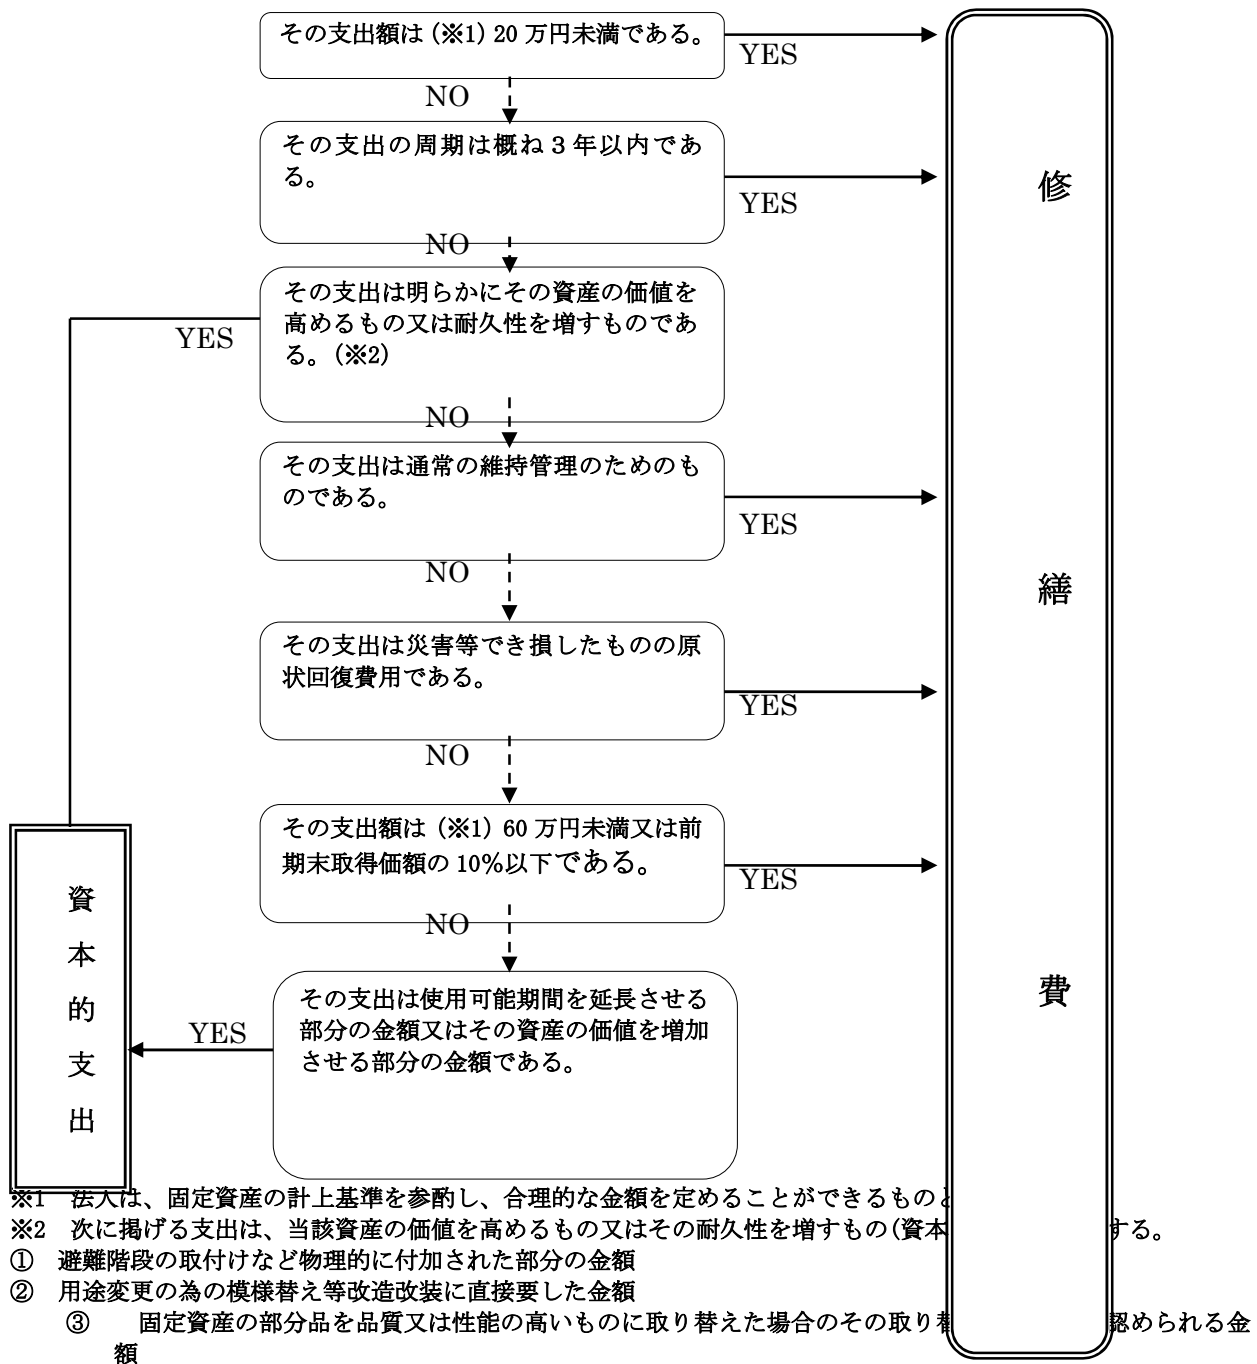 その支出額は（※1）20 万円未満である。
YES
NO
その支出の周期は概ね３年以内であ
る。
YES
NO
その支出は明らかにその資産の価値を
高めるもの又は耐久性を増すものであ
る。（※2）
YES
NO
その支出は通常の維持管理のためのも
のである。
YES
NO
その支出は災害等でき損したものの原
状回復費用である。
YES
NO
その支出額は（※1）60 万円未満又は前
期末取得価額の 10％以下である。
YES
NO
その支出は使用可能期間を延長させる
部分の金額又はその資産の価値を増加
させる部分の金額である。
YES
資本的支出
修繕費
※1　法人は、固定資産の計上基準を参酌し、合理的な金額を定めることができるもの
※2　次に掲げる支出は、当該資産の価値を高めるもの又はその耐久性を増すもの(資本 する。
①　避難階段の取付けなど物理的に付加された部分の金額
②　用途変更の為の模様替え等改造改装に直接要した金額
③　固定資産の部分品を品質又は性能の高いものに取り替えた場合のその取り 認められる金
額